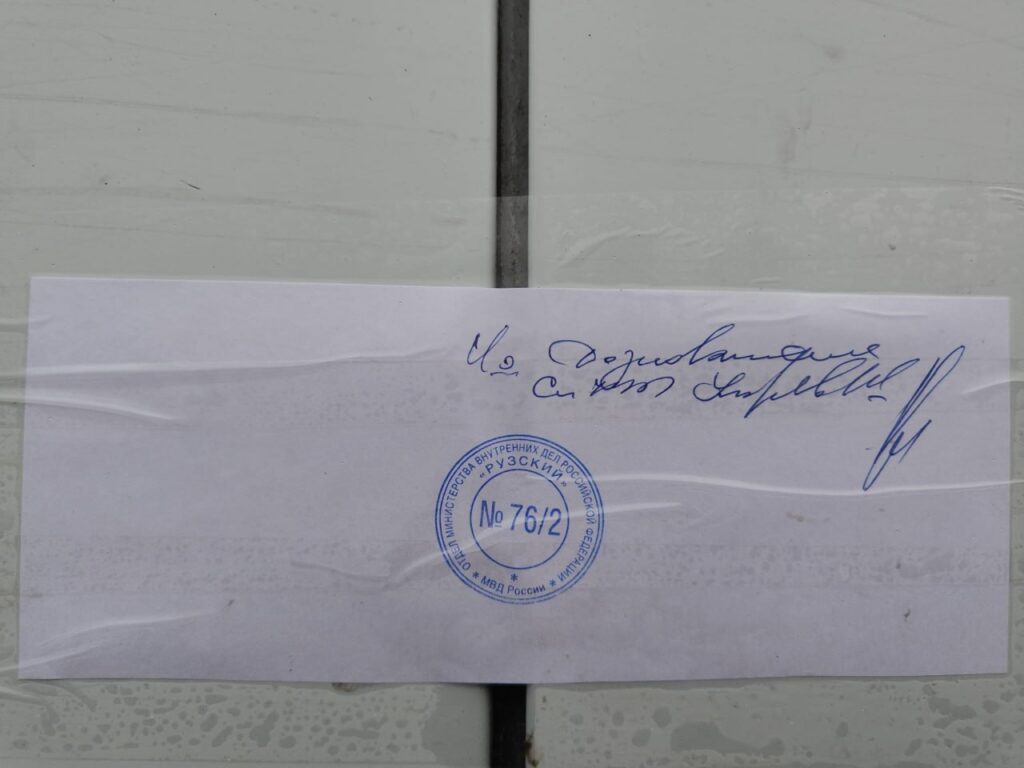 И.о. дознавателя
ОТДЕЛ МИНИСТЕРСТВА ВНУТРЕННИХ ДЕЛ РОССИЙСКОЙ ФЕДЕРАЦИИ
"РУЗСКИЙ"
№ 76/2
* МВД России *